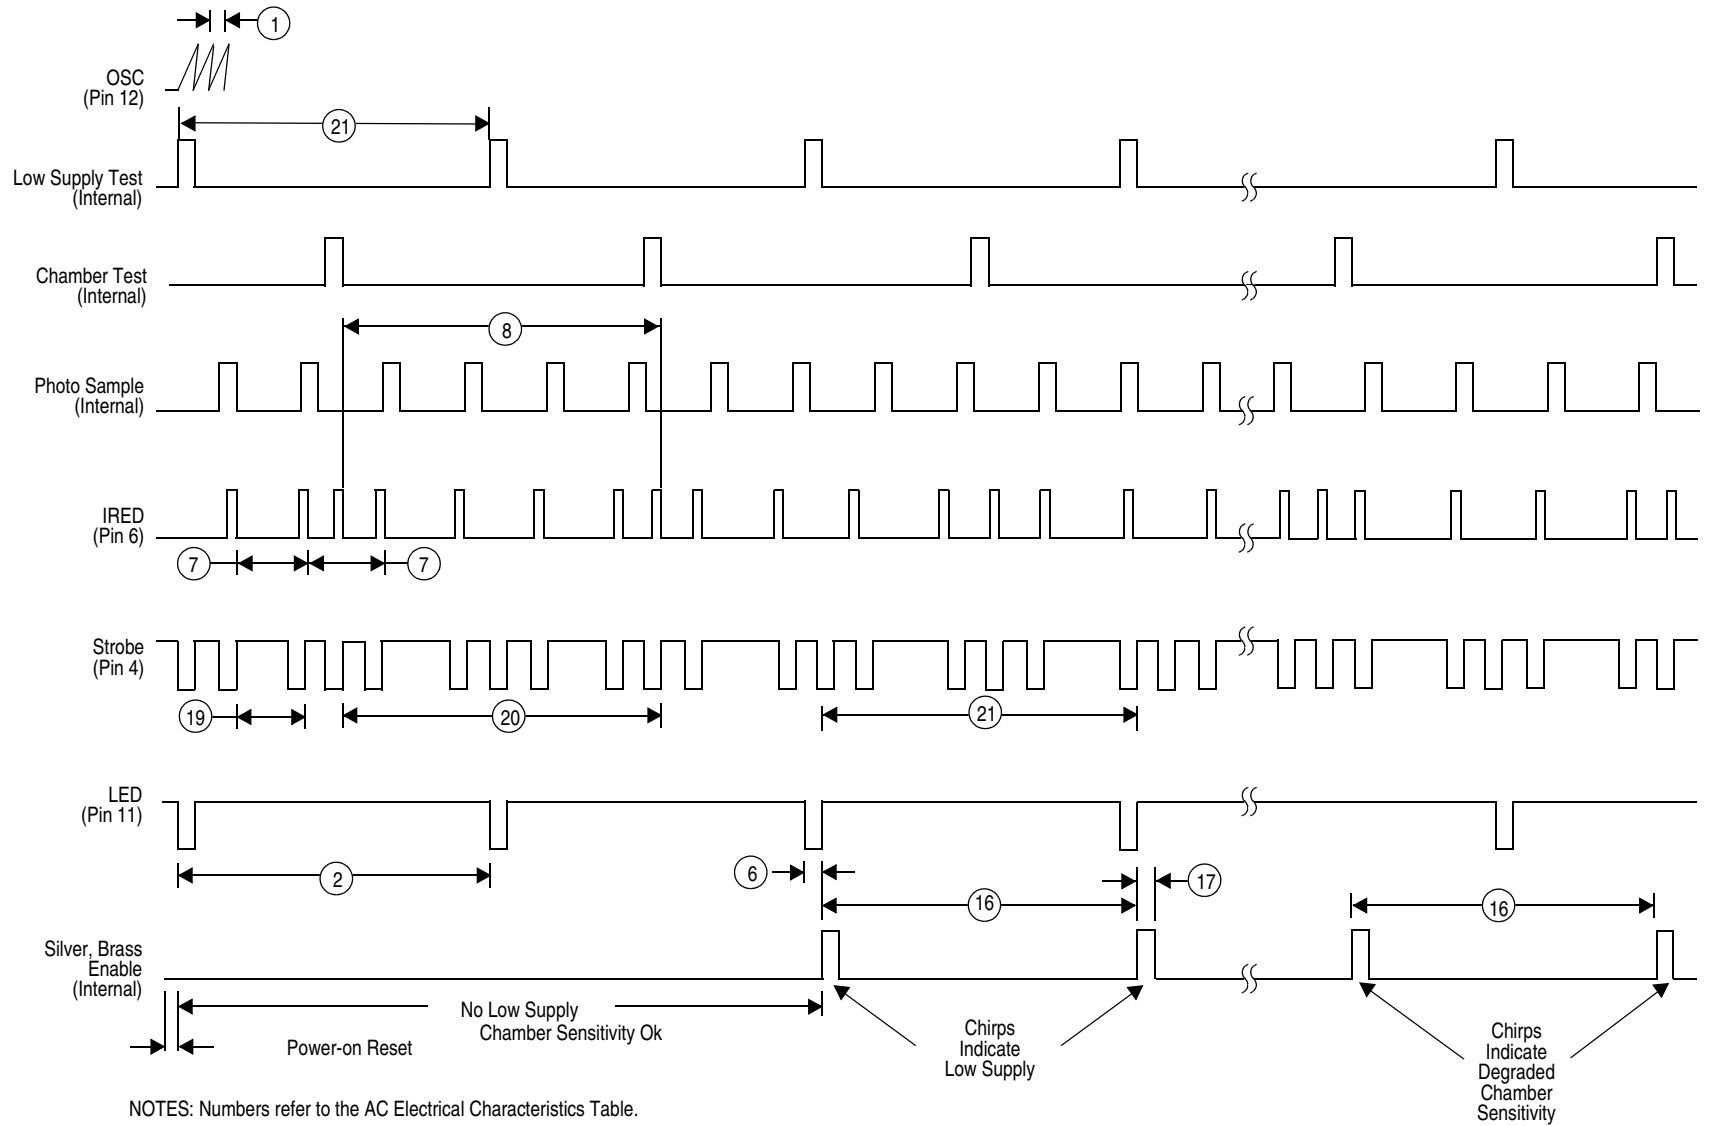 1
OSC
(Pin 12)
21
Low Supply Test
(Internal)
Chamber Test
(Internal)
8
Photo Sample
(Internal)
IRED
(Pin 6)
7
7
Strobe
(Pin 4)
19
20
21
LED
(Pin 11)
2
6
17
16
16
Silver, Brass
Enable
(Internal)
No Low Supply
Chamber Sensitivity Ok
Power-on Reset
Chirps
Indicate
Low Supply
Chirps
Indicate
Degraded
Chamber
Sensitivity
NOTES: Numbers refer to the AC Electrical Characteristics Table.